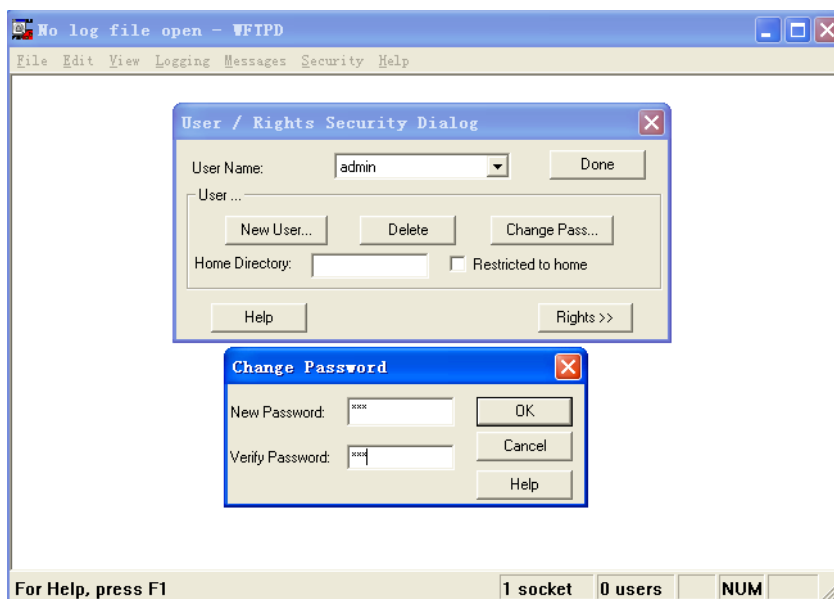 No log file open - WFTPD
File Edit View Logging Messages Security Help
User / Rights Security Dialog
User Name: admin Done
User ...
New User... Delete Change Pass...
Home Directory: Restricted to home
Help Rights >>
Change Password
New Password: *** OK
Cancel
Verify Password: ***
Help
For Help, press F1 1 socket 0 users NUM